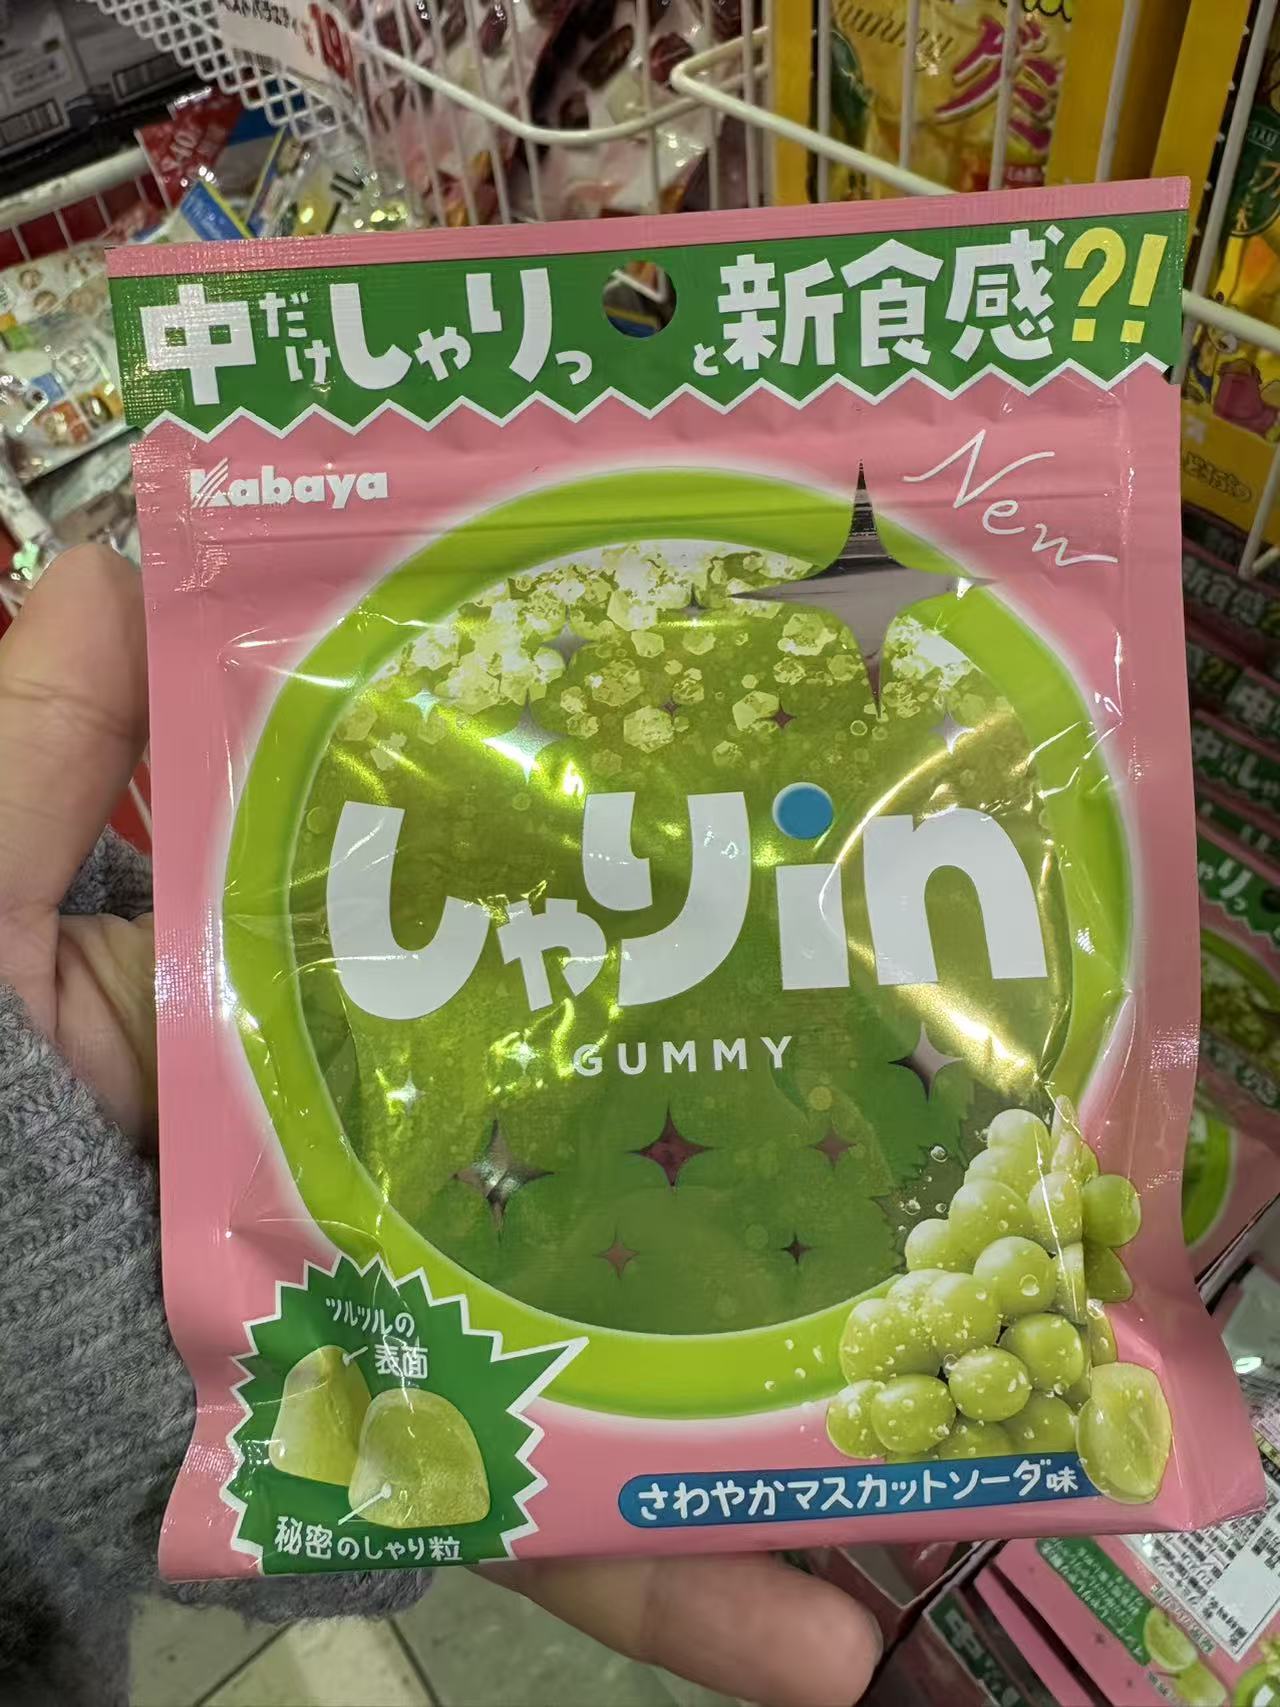 中だけしゃりっと新食感?!
Kabaya
New
しゃりin
GUMMY
ツルツルの
表面
秘密のしゃり粒
さわやかマスカットソーダ味
グミ